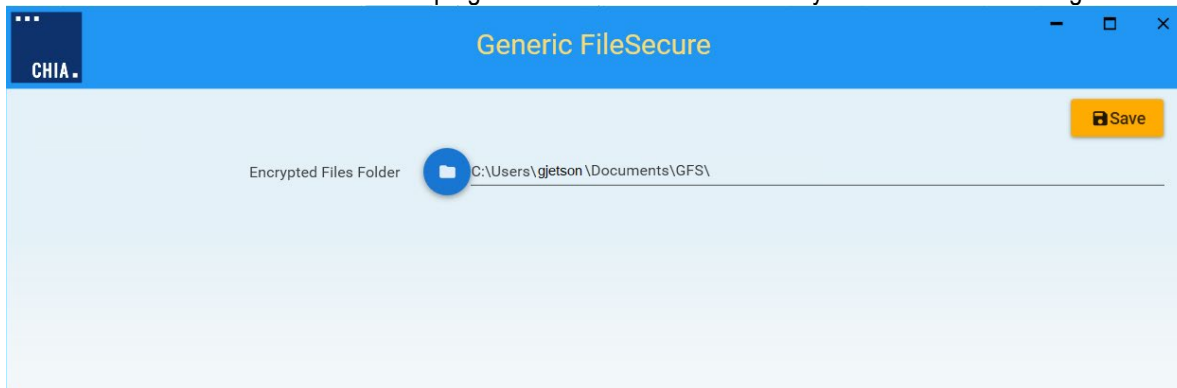 Generic FileSecure
CHIA.
Save
Encrypted Files Folder C:\Users\gjetson\Documents\GFS\